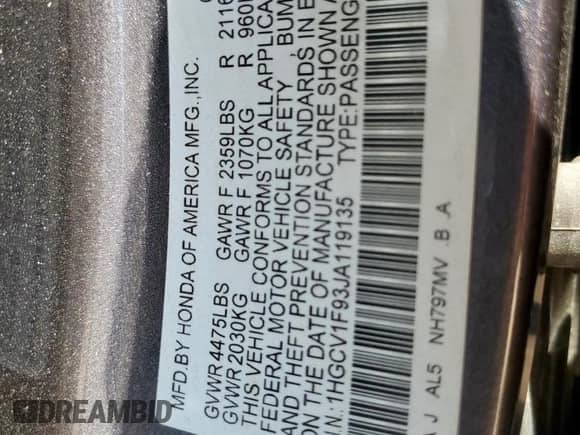 MFD.BY HONDA OF AMERICA MFG.,INC.
GVWR 4475LBS GAWR F 2359LBS R 2116
GVWR 2030KG GAWR F 1070KG R 960
THIS VEHICLE CONFORMS TO ALL APPLICA
FEDERAL MOTOR VEHICLE SAFETY , BUM
AND THEFT PREVENTION STANDARDS IN E
ON THE DATE OF MANUFACTURE SHOWN A
.N.:1HGCV1F93JA119135 TYPE:PASSENG
A J AL5 NH797MV .B .A
DREAMBID